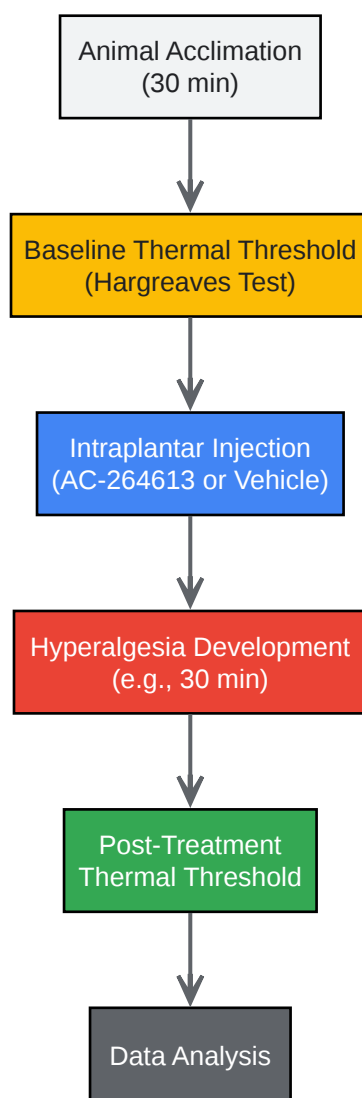 Animal Acclimation
(30 min)
Baseline Thermal Threshold
(Hargreaves Test)
Intraplantar Injection
(AC-264613 or Vehicle)
Hyperalgesia Development
(e.g., 30 min)
Post-Treatment
Thermal Threshold
Data Analysis